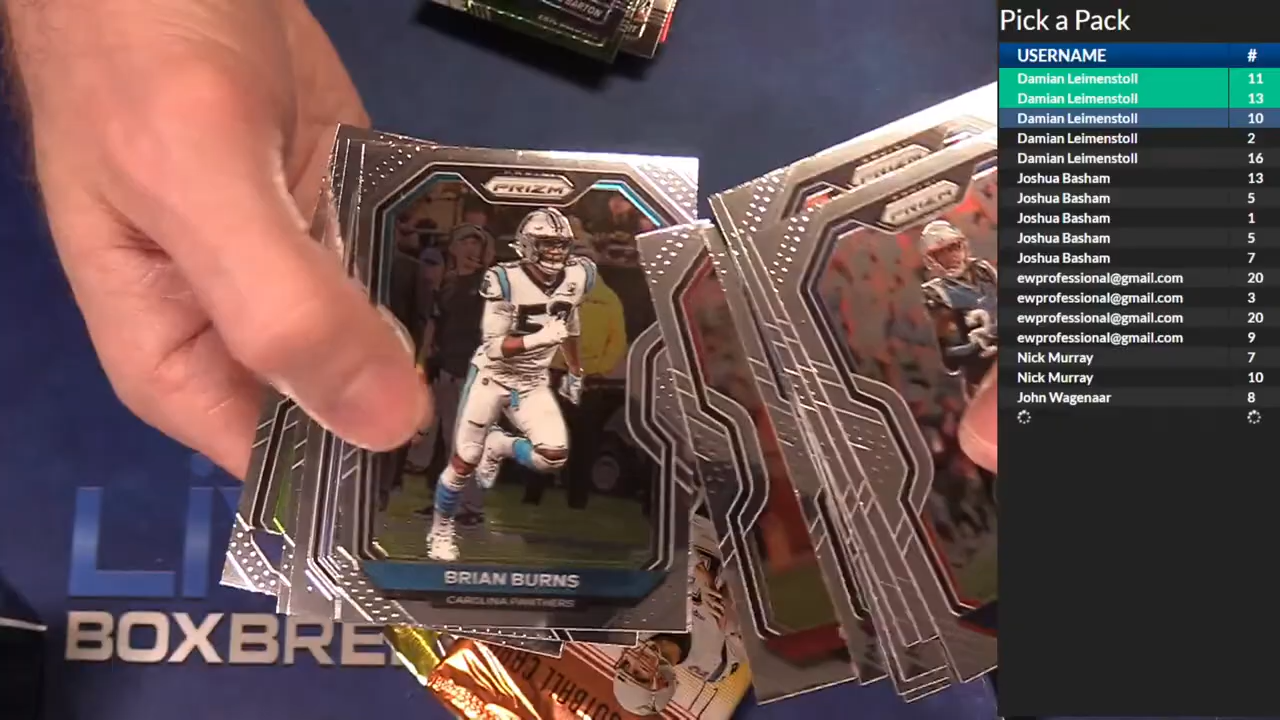 Pick a Pack
USERNAME #
Damian Leimenstoll 11
Damian Leimenstoll 13
Damian Leimenstoll 10
Damian Leimenstoll 2
Damian Leimenstoll 16
Joshua Basham 13
Joshua Basham 5
Joshua Basham 1
Joshua Basham 5
Joshua Basham 7
ewprofessional@gmail.com 20
ewprofessional@gmail.com 3
ewprofessional@gmail.com 20
ewprofessional@gmail.com 9
Nick Murray 7
Nick Murray 10
John Wagenaar 8
BARTON
PRIZM
PRIZM
PRIZM
BRIAN BURNS
CAROLINA PANTHERS
Li
BOXBRE